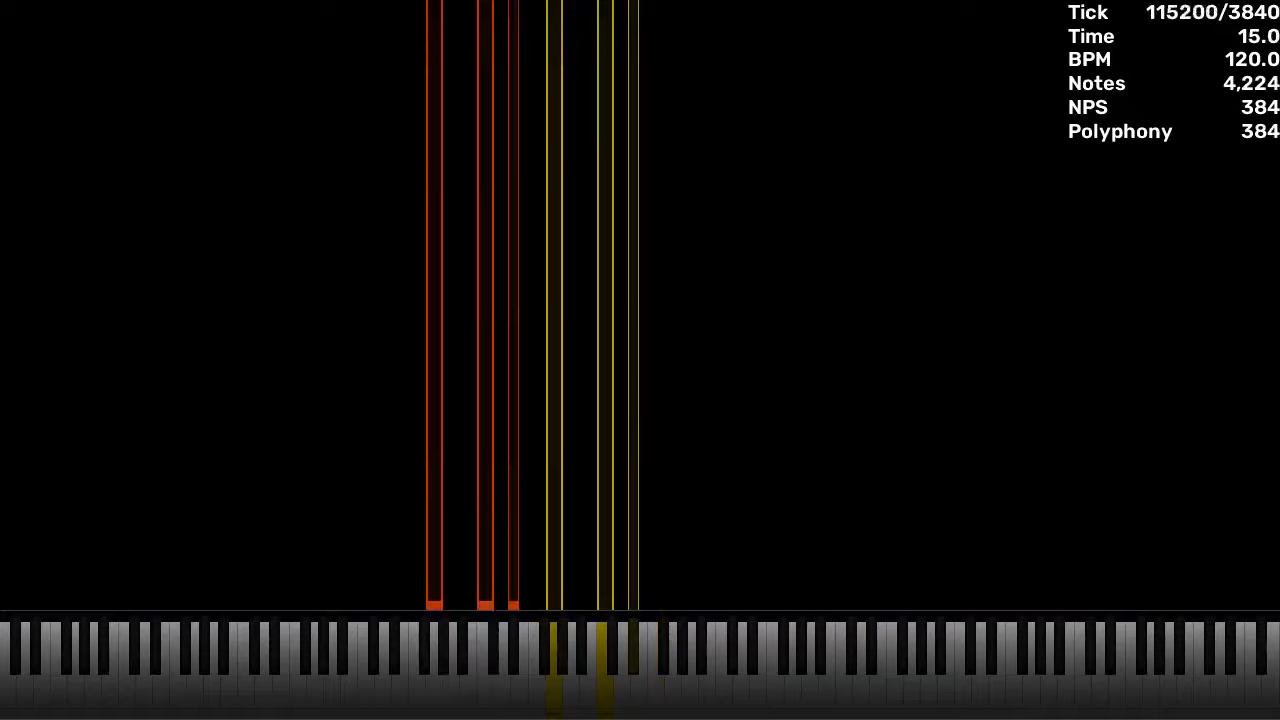 Tick 115200/3840
Time 15.0
BPM 120.0
Notes 4,224
NPS 384
Polyphony 384